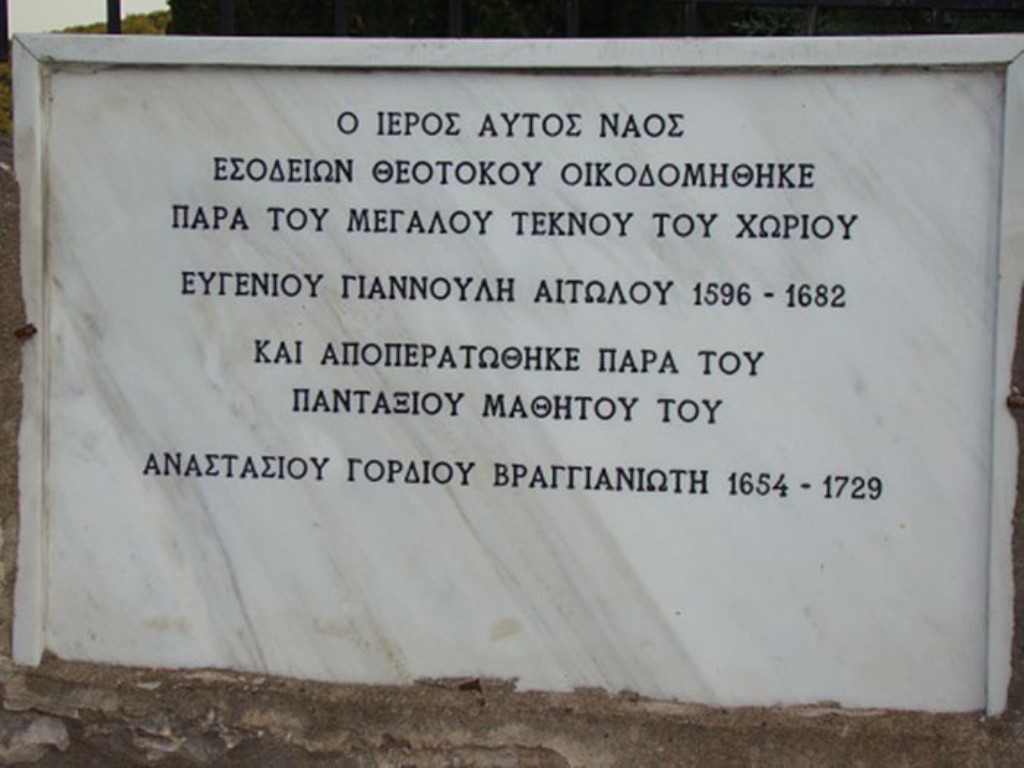 Ο ΙΕΡΟΣ ΑΥΤΟΣ ΝΑΟΣ
ΕΣΟΔΕΙΩΝ ΘΕΟΤΟΚΟΥ ΟΙΚΟΔΟΜΗΘΗΚΕ
ΠΑΡΑ ΤΟΥ ΜΕΓΑΛΟΥ ΤΕΚΝΟΥ ΤΟΥ ΧΩΡΙΟΥ
ΕΥΓΕΝΙΟΥ ΓΙΑΝΝΟΥΛΗ ΑΙΤΩΛΟΥ 1596 - 1682
ΚΑΙ ΑΠΟΠΕΡΑΤΩΘΗΚΕ ΠΑΡΑ ΤΟΥ
ΠΑΝΤΑΞΙΟΥ ΜΑΘΗΤΟΥ ΤΟΥ
ΑΝΑΣΤΑΣΙΟΥ ΓΟΡΔΙΟΥ ΒΡΑΓΓΙΑΝΙΩΤΗ 1654 - 1729